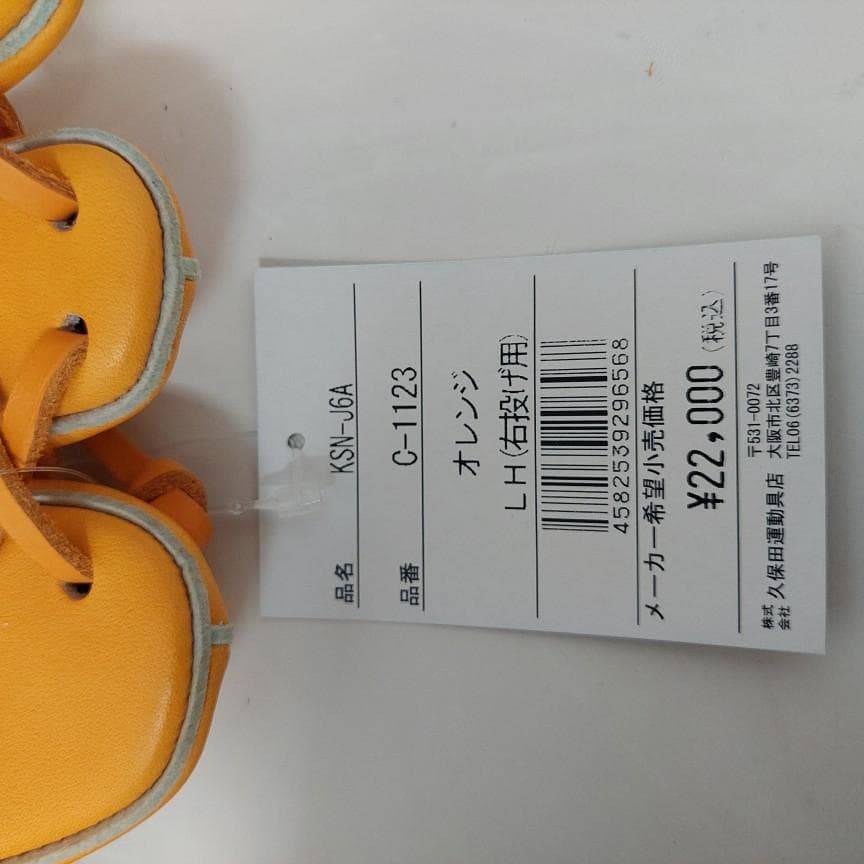 品名 KSN-J6A
品番 C-1123
オレンジ
LH(右投げ用)
4582539296568
メーカー希望小売価格
¥22,000(税込)
〒531-0072
株式会社 久保田運動具店 大阪市北区豊崎7丁目3番17号
TEL06(6373)2288